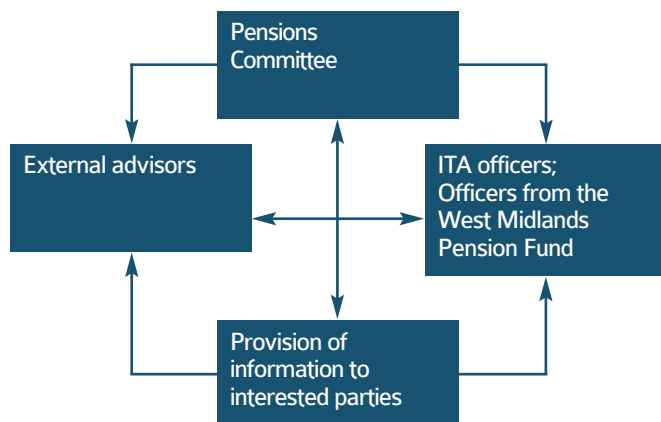 Pensions
Committee
External advisors
ITA officers;
Officers from the
West Midlands
Pension Fund
Provision of
information to
interested parties